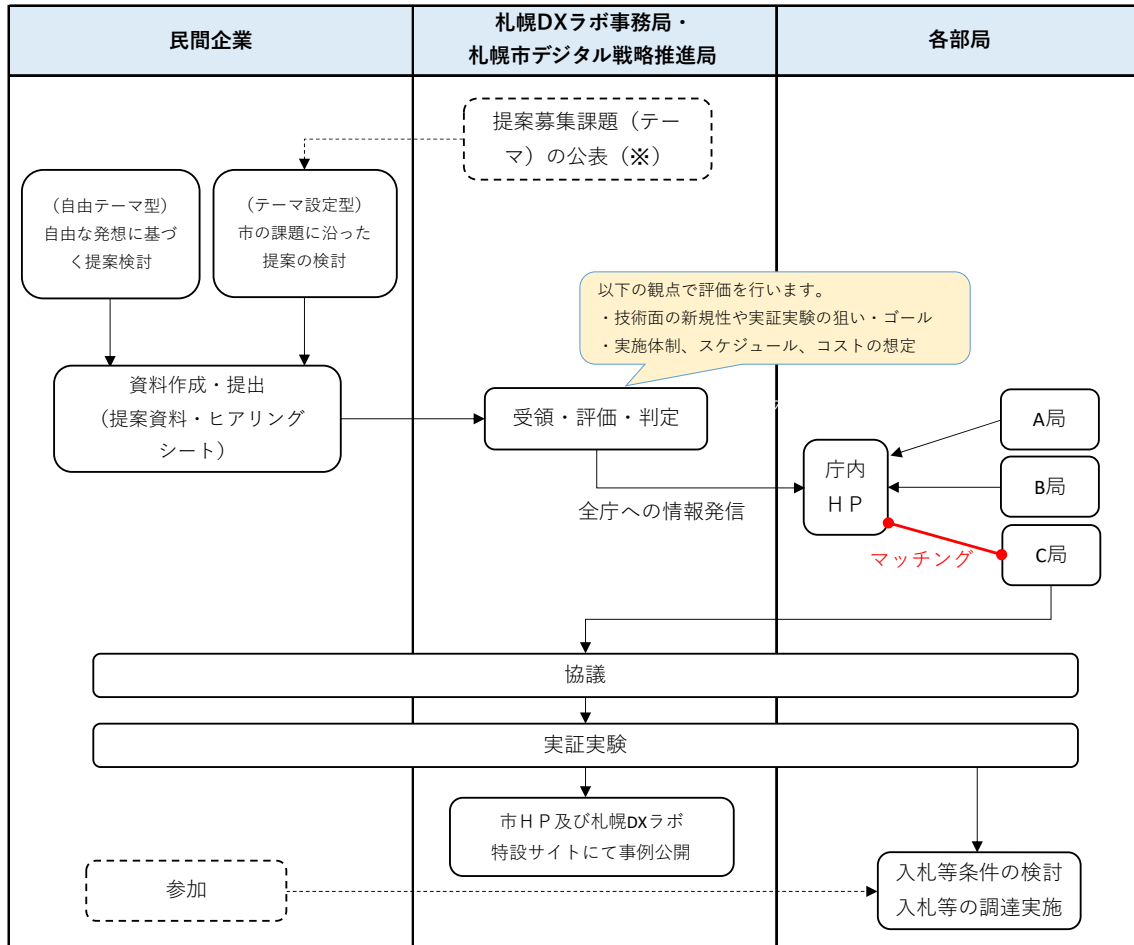 民間企業
札幌DXラボ事務局・
札幌市デジタル戦略推進局
各部局
提案募集課題（テー
マ）の公表（※）
（自由テーマ型）
自由な発想に基づ
く提案検討
（テーマ設定型）
市の課題に沿った
提案の検討
以下の観点で評価を行います。
・技術面の新規性や実証実験の狙い・ゴール
・実施体制、スケジュール、コストの想定
資料作成・提出
（提案資料・ヒアリング
シート）
受領・評価・判定
全庁への情報発信
庁内
ＨＰ
A局
B局
C局
マッチング
協議
実証実験
市ＨＰ及び札幌DXラボ
特設サイトにて事例公開
参加
入札等条件の検討
入札等の調達実施